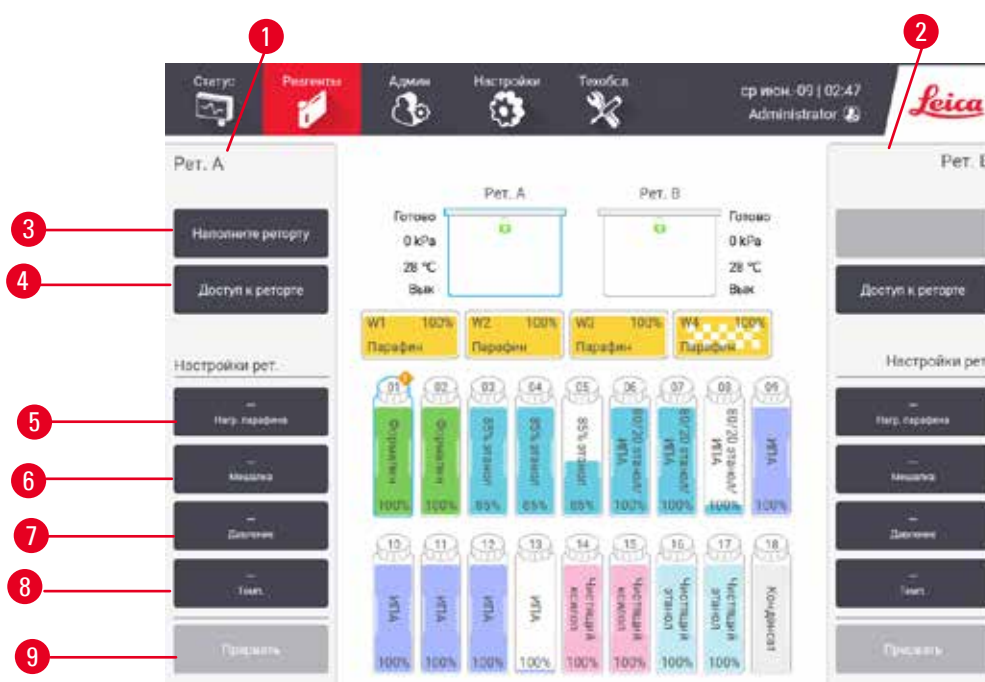 1
2
Статус
Реагенты
Админ
Настройки
Техобсл.
ср июн.-09 | 02:47
Administrator
Leica
Рет. A
Рет. B
3
Наполните реторту
4
Доступ к реторте
Доступ к реторте
Рет. A
Рет. B
Готово
0 kPa
28 °C
Вык
Готово
0 kPa
28 °C
Вык
W1 100%
Парафин
W2 100%
Парафин
W3 100%
Парафин
W4 100%
Парафин
Настройки рет.
Настройки рет
5
--
Нагр. парафина
--
Нагр. парафина
6
--
Мешалка
--
Мешалка
7
--
Давление
--
Давление
8
--
Темп.
--
Темп.
9
Прервать
Прервать
01
Формалин
100%
02
Формалин
100%
03
85% этанол
85%
04
85% этанол
85%
05
85% этанол
85%
06
80/20 этанол/
ИПА
100%
07
80/20 этанол/
ИПА
100%
08
80/20 этанол/
ИПА
100%
09
ИПА
100%
10
ИПА
100%
11
ИПА
100%
12
ИПА
100%
13
ИПА
100%
14
Чистящий
ксилол
100%
15
Чистящий
ксилол
100%
16
Чистящий
этанол
100%
17
Чистящий
этанол
100%
18
Конденсат